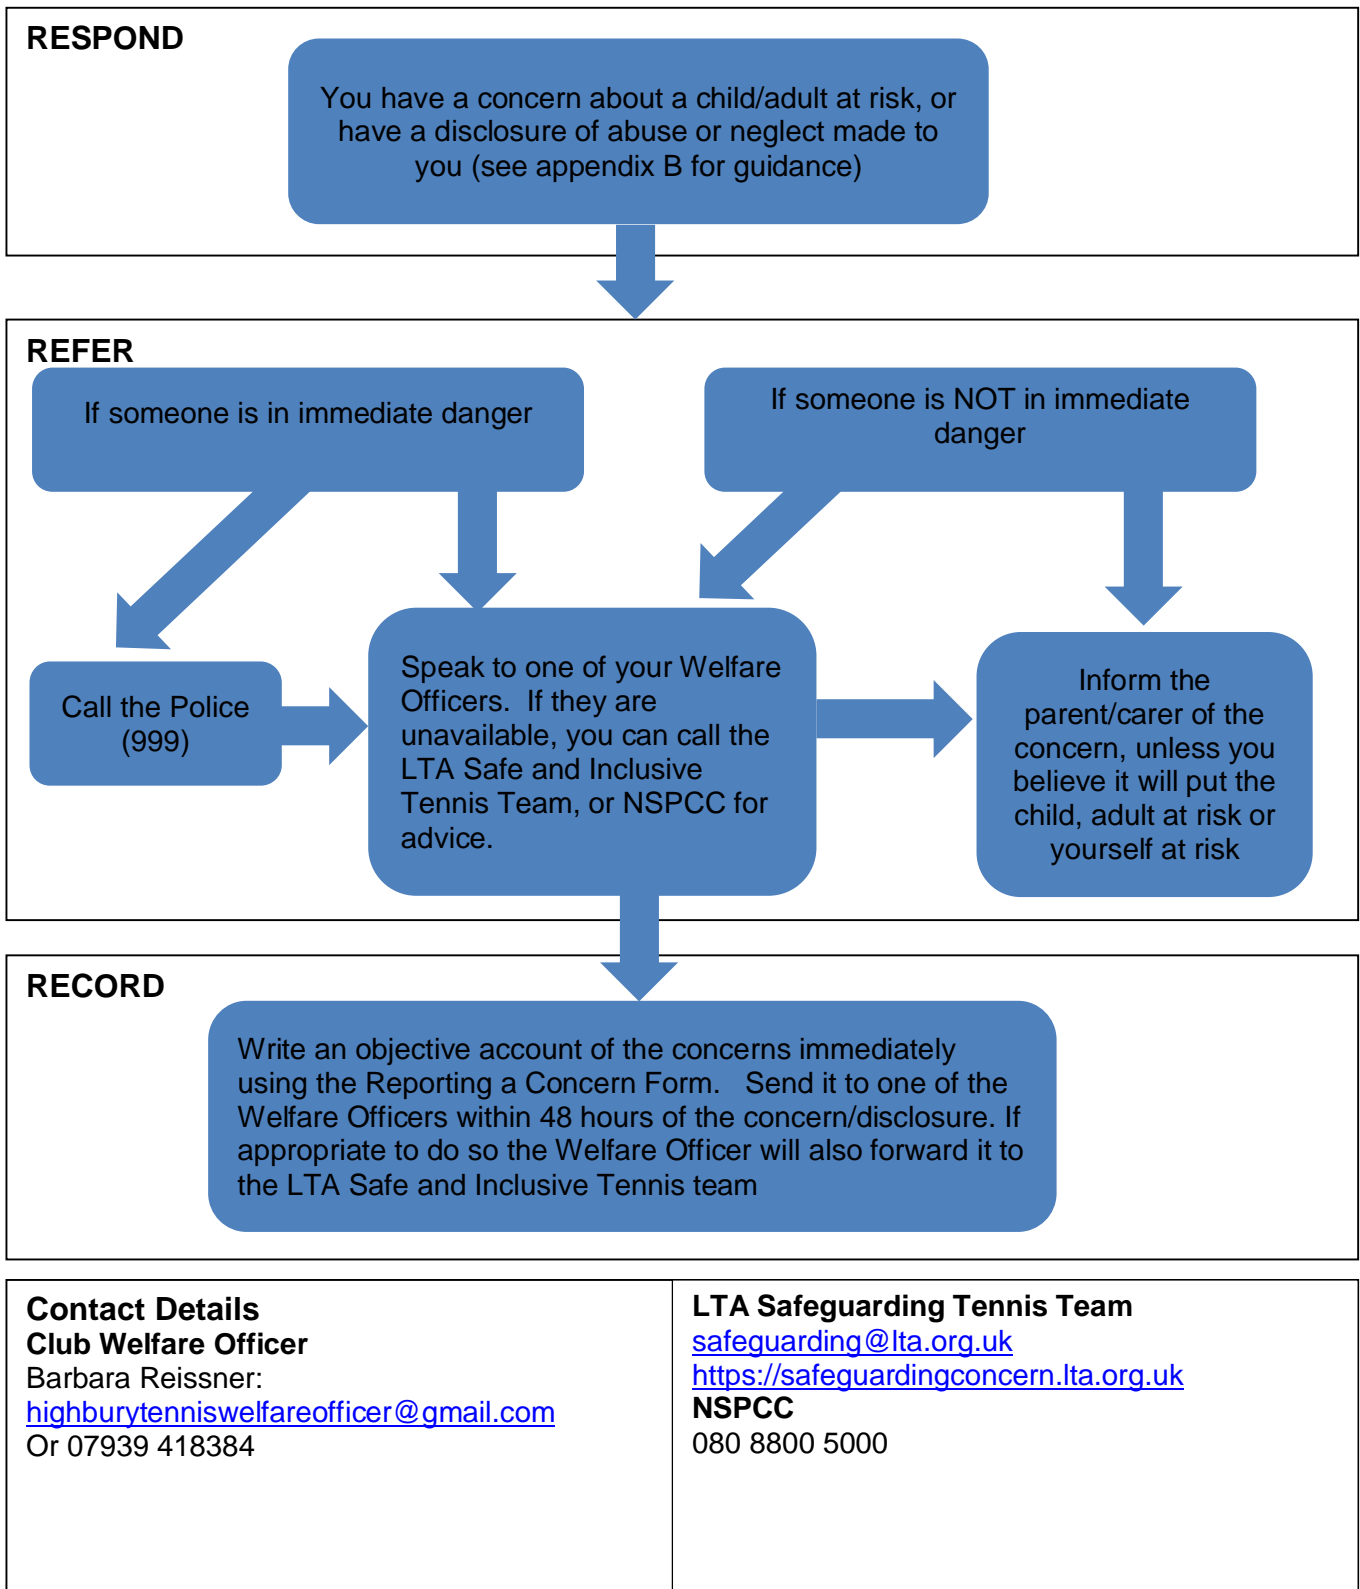 RESPOND
You have a concern about a child/adult at risk, or
have a disclosure of abuse or neglect made to
you (see appendix B for guidance)
REFER
If someone is in immediate danger
If someone is NOT in immediate
danger
Call the Police
(999)
Speak to one of your Welfare
Officers.  If they are
unavailable, you can call the
LTA Safe and Inclusive
Tennis Team, or NSPCC for
advice.
Inform the
parent/carer of the
concern, unless you
believe it will put the
child, adult at risk or
yourself at risk
RECORD
Write an objective account of the concerns immediately
using the Reporting a Concern Form.   Send it to one of the
Welfare Officers within 48 hours of the concern/disclosure. If
appropriate to do so the Welfare Officer will also forward it to
the LTA Safe and Inclusive Tennis team
Contact Details
Club Welfare Officer
Barbara Reissner:
highburytenniswelfareofficer@gmail.com
Or 07939 418384
LTA Safeguarding Tennis Team
safeguarding@lta.org.uk
https://safeguardingconcern.lta.org.uk
NSPCC
080 8800 5000